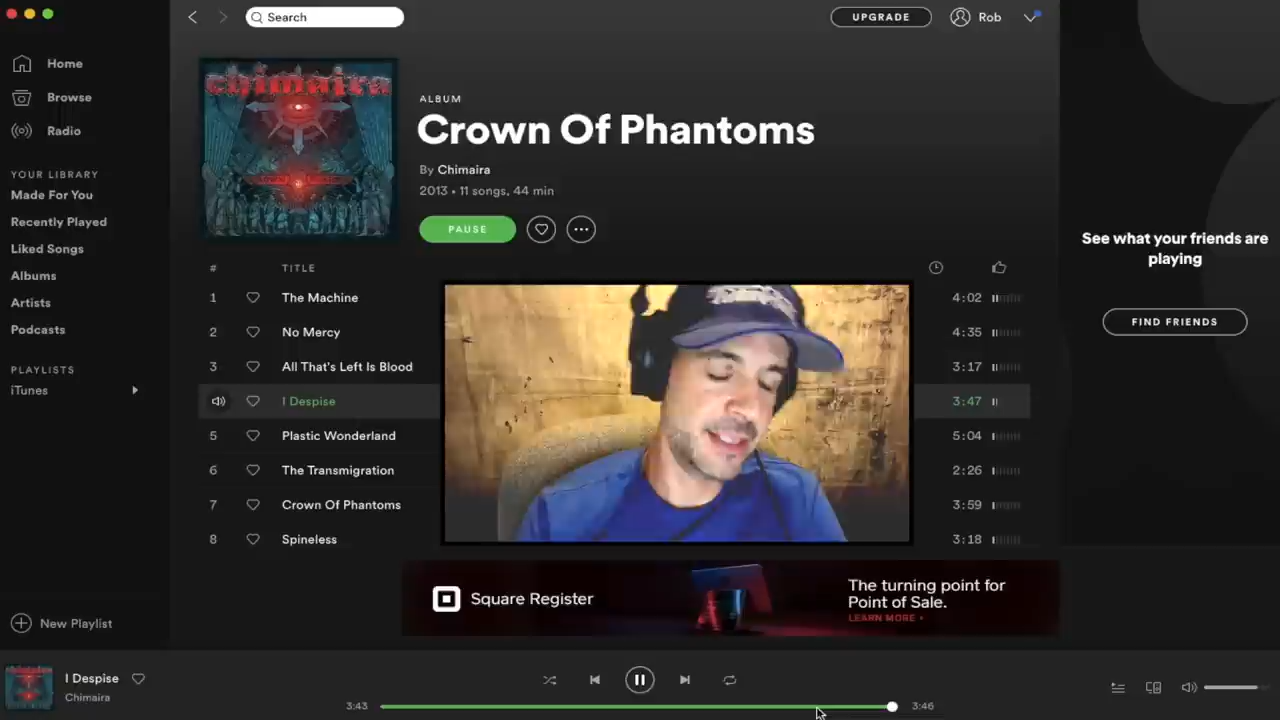 Search
UPGRADE
Rob
Home
Browse
Radio
YOUR LIBRARY
Made For You
Recently Played
Liked Songs
Albums
Artists
Podcasts
PLAYLISTS
iTunes
New Playlist
chimaira
ALBUM
Crown Of Phantoms
By Chimaira
2013 • 11 songs, 44 min
PAUSE
# TITLE
1 The Machine 4:02
2 No Mercy 4:35
3 All That's Left Is Blood 3:17
I Despise 3:47
5 Plastic Wonderland 5:04
6 The Transmigration 2:26
7 Crown Of Phantoms 3:59
8 Spineless 3:18
See what your friends are
playing
FIND FRIENDS
Square Register
The turning point for
Point of Sale.
LEARN MORE
I Despise
Chimaira
3:43
3:46